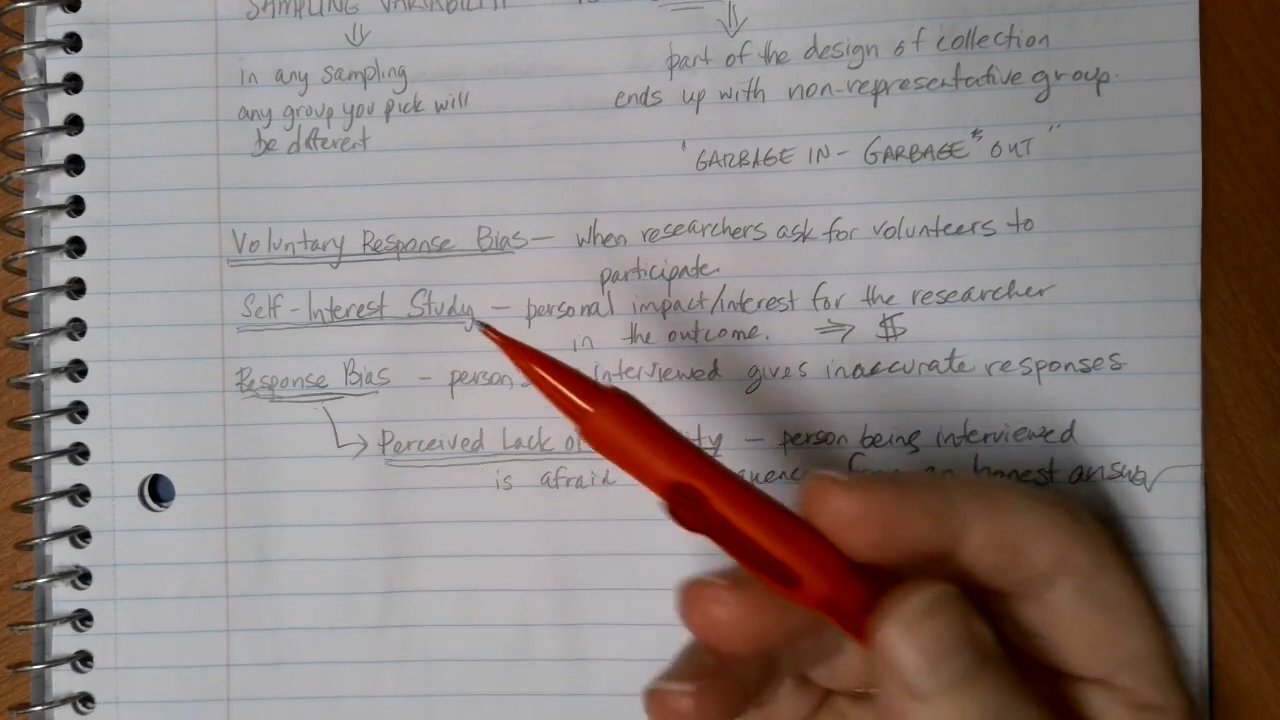 SAMPLING VARIABILITY
in any sampling
any group you pick will
be different
part of the design of collection
ends up with non-representative group.
"GARBAGE IN - GARBAGE OUT"
Voluntary Response Bias — when researchers ask for volunteers to
participate
Self-Interest Study — personal impact/interest for the researcher
in the outcome. ⇒ $
Response Bias - person interviewed gives inaccurate responses
Perceived Lack — person being interviewed
is afraid honest answer